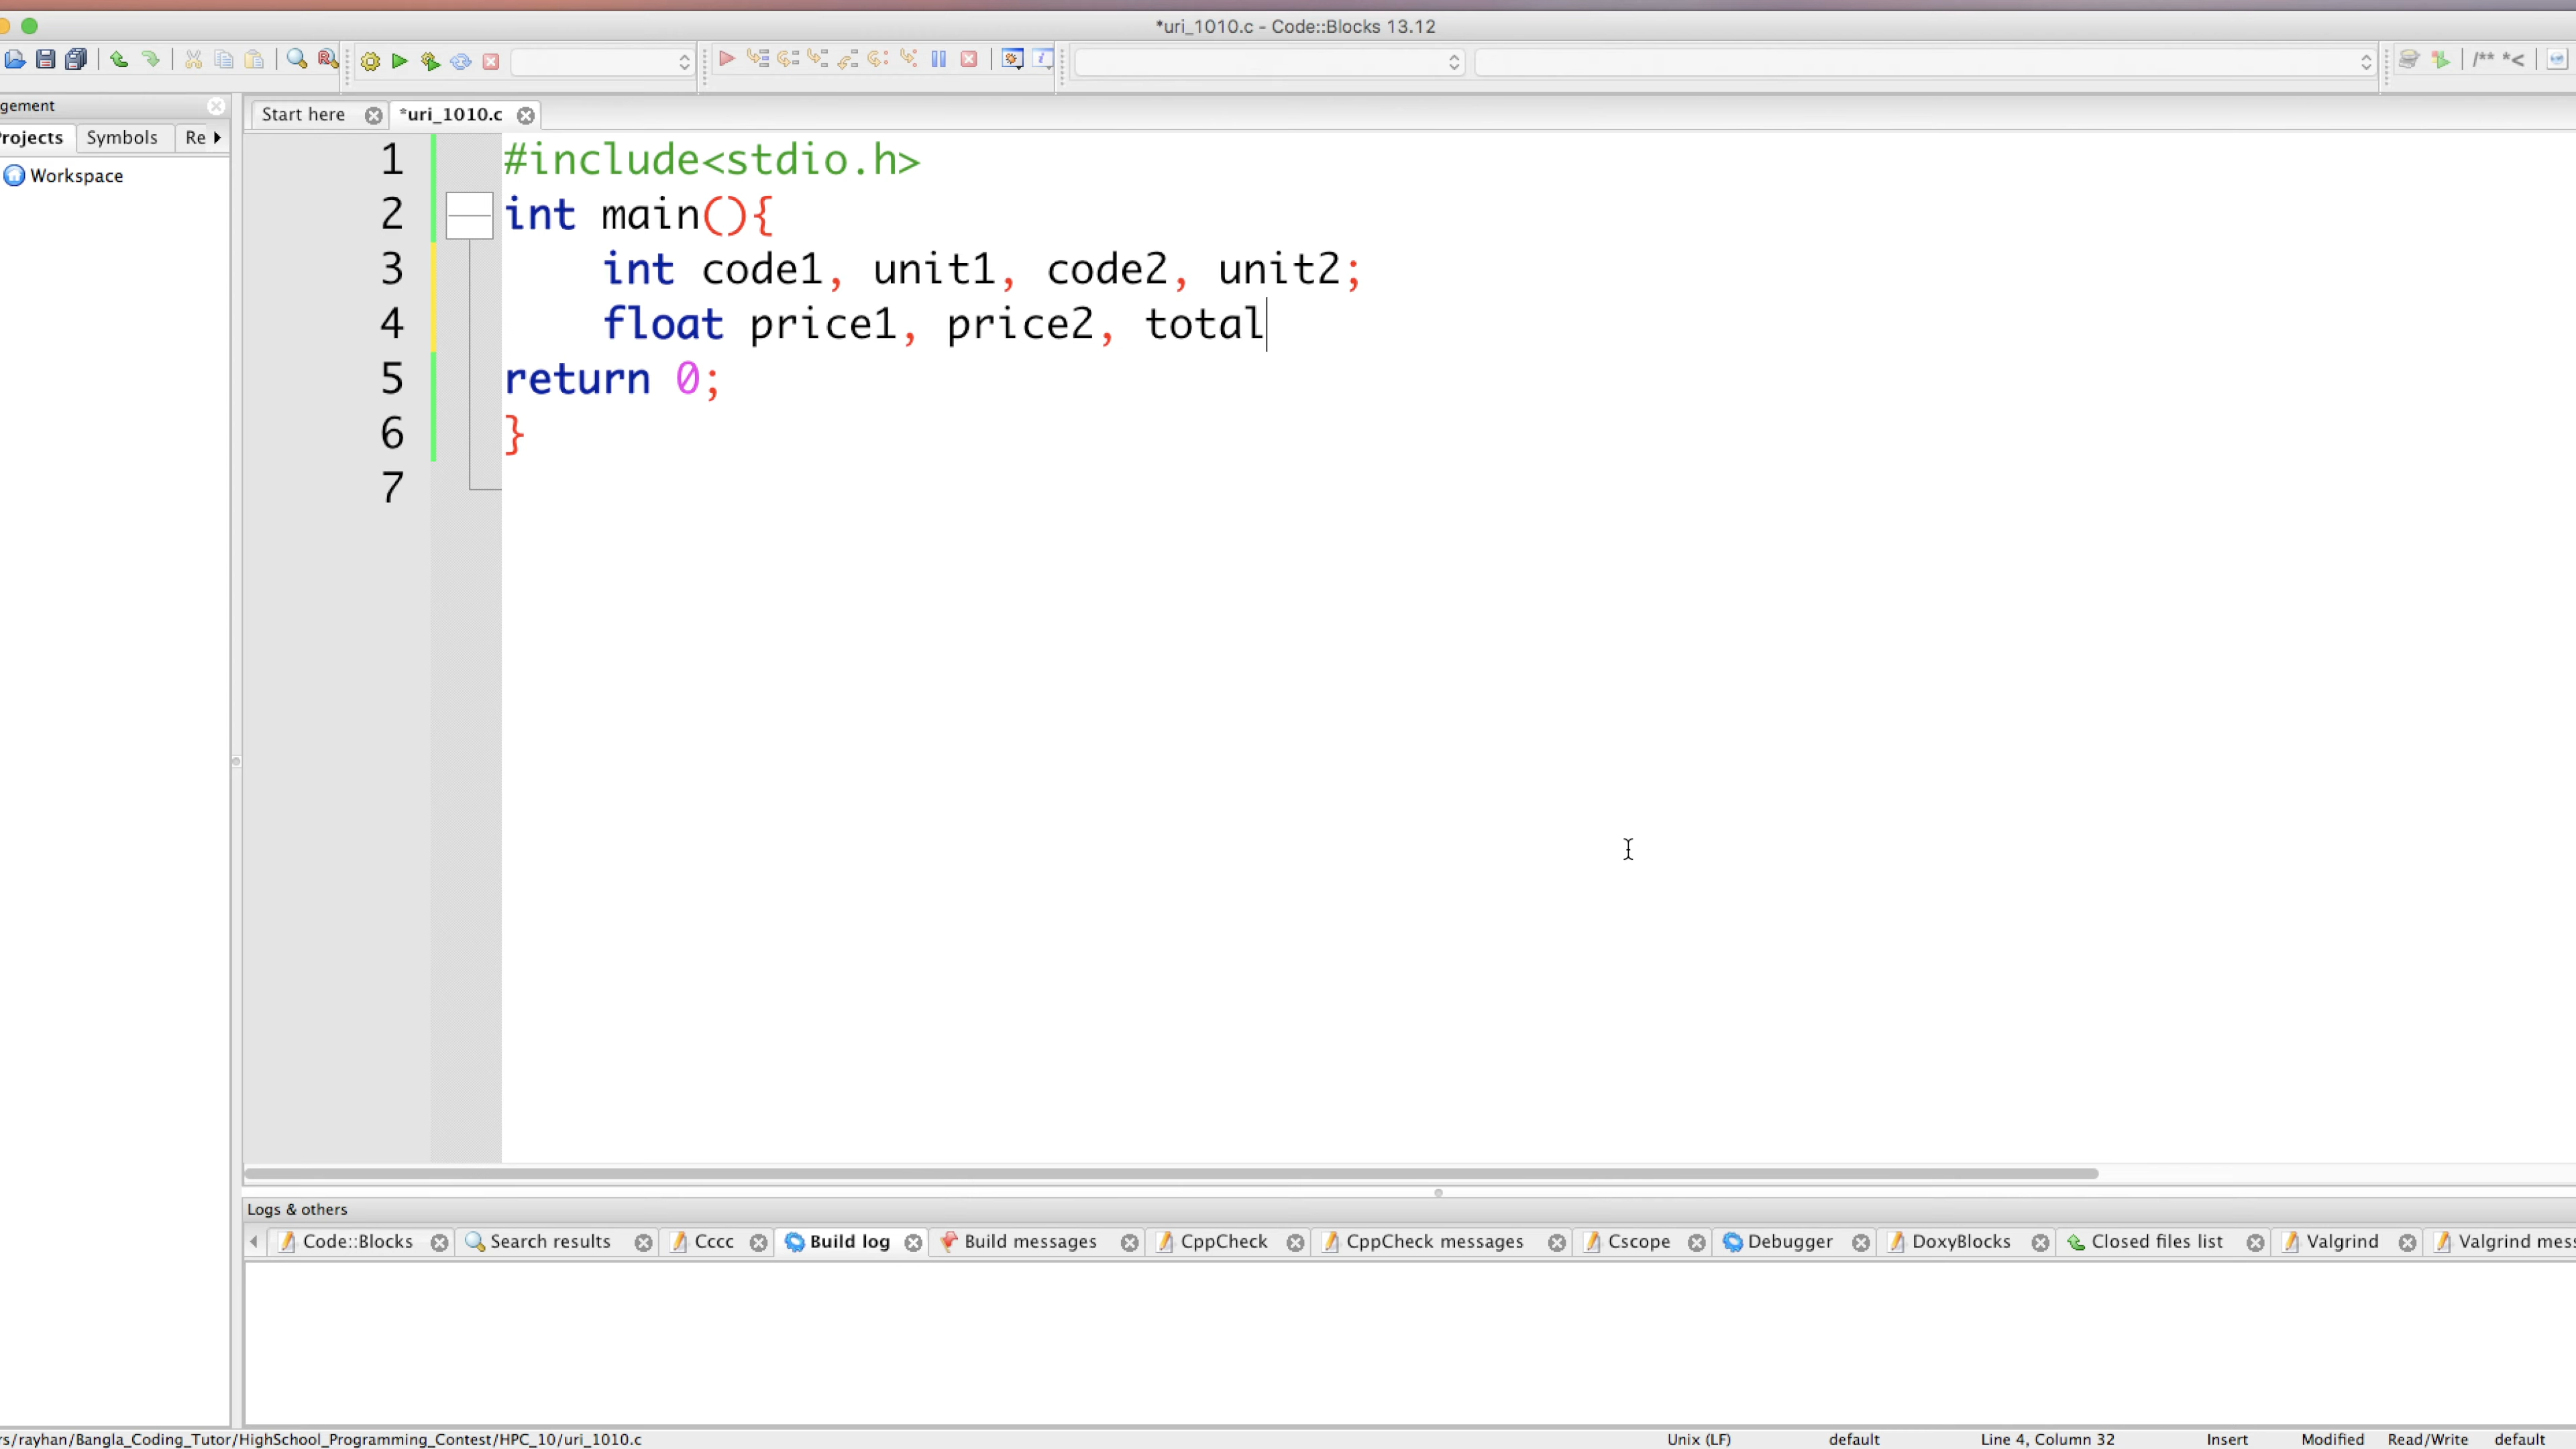 *uri_1010.c - Code::Blocks 13.12
/** *<
gement
Projects Symbols Re
Workspace
Start here *uri_1010.c
1 #include<stdio.h>
2 int main(){
3 int code1, unit1, code2, unit2;
4 float price1, price2, total
5 return 0;
6 }
7
Logs & others
Code::Blocks Search results Cccc Build log Build messages CppCheck CppCheck messages Cscope Debugger DoxyBlocks Closed files list Valgrind Valgrind mess
rs/rayhan/Bangla_Coding_Tutor/HighSchool_Programming_Contest/HPC_10/uri_1010.c Unix (LF) default Line 4, Column 32 Insert Modified Read/Write default